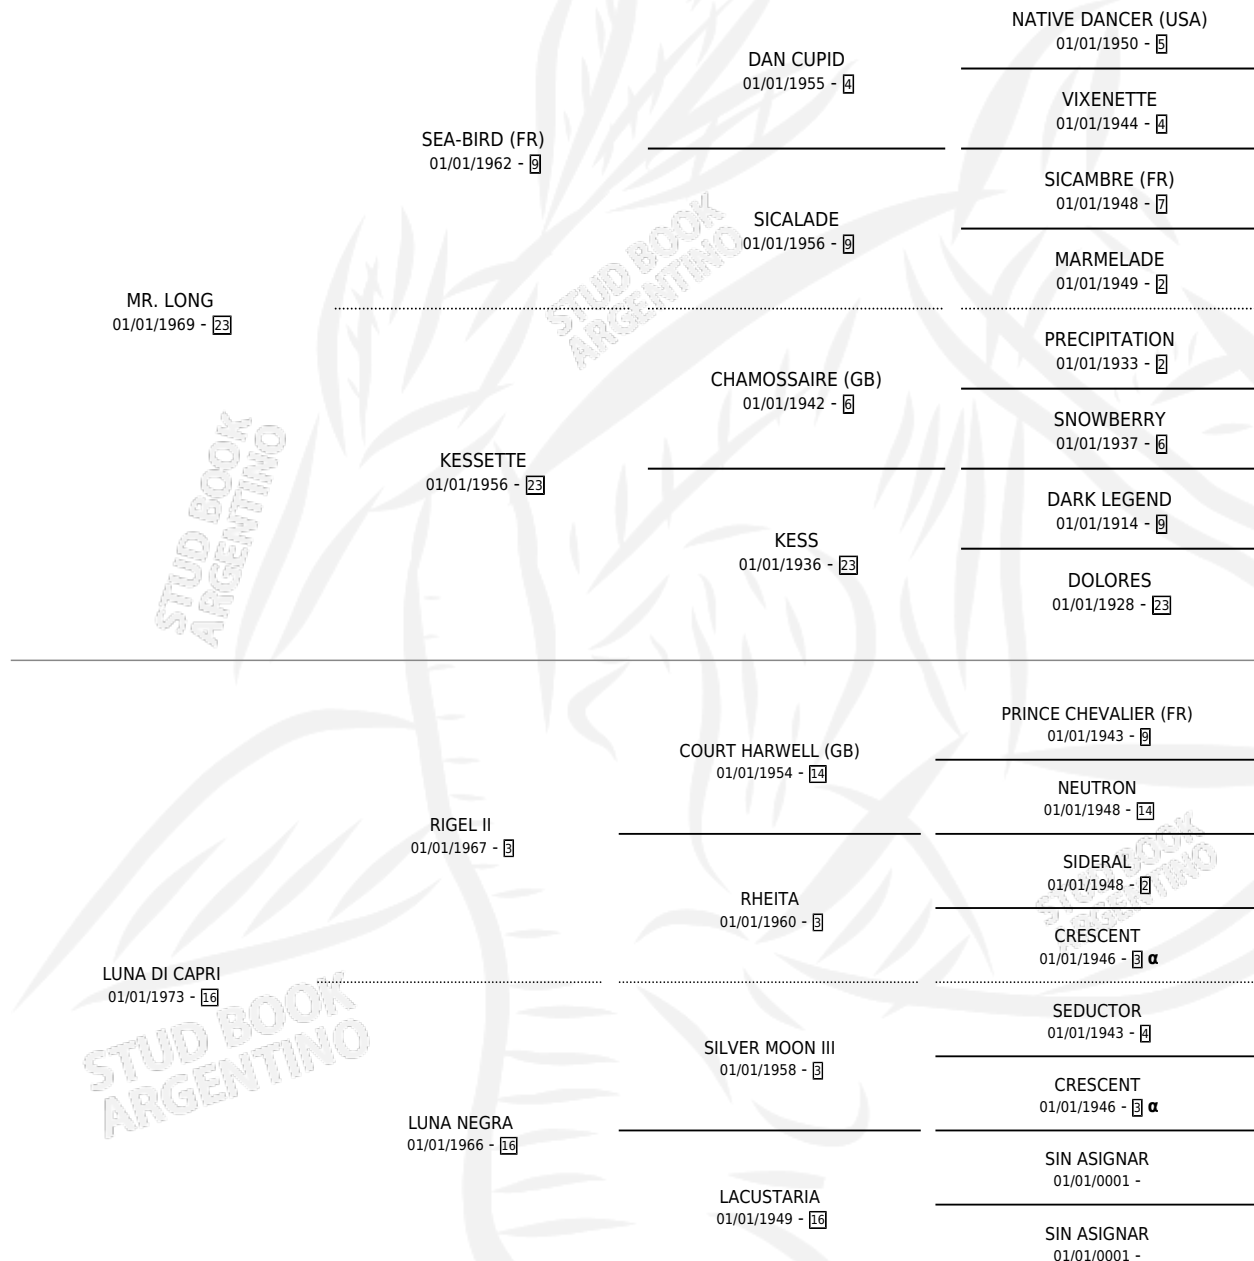 NATIVE DANCER (USA)
01/01/1950 - 5
DAN CUPID
01/01/1955 - 4
VIXENETTE
01/01/1944 - 4
SEA-BIRD (FR)
01/01/1962 - 9
SICAMBRE (FR)
01/01/1948 - 7
SICALADE
01/01/1956 - 9
MARMELADE
01/01/1949 - 2
MR. LONG
01/01/1969 - 23
PRECIPITATION
01/01/1933 - 2
CHAMOSSAIRE (GB)
01/01/1942 - 6
SNOWBERRY
01/01/1937 - 6
KESSETTE
01/01/1956 - 23
DARK LEGEND
01/01/1914 - 9
KESS
01/01/1936 - 23
DOLORES
01/01/1928 - 23
STUD BOOK
ARGENTINO
STUD BOOK
ARGENTINO
PRINCE CHEVALIER (FR)
01/01/1943 - 9
COURT HARWELL (GB)
01/01/1954 - 14
NEUTRON
01/01/1948 - 14
RIGEL II
01/01/1967 - 3
SIDERAL
01/01/1948 - 2
RHEITA
01/01/1960 - 3
CRESCENT
01/01/1946 - 3 α
LUNA DI CAPRI
01/01/1973 - 16
SEDUCTOR
01/01/1943 - 4
SILVER MOON III
01/01/1958 - 3
CRESCENT
01/01/1946 - 3 α
LUNA NEGRA
01/01/1966 - 16
SIN ASIGNAR
01/01/0001 -
LACUSTARIA
01/01/1949 - 16
SIN ASIGNAR
01/01/0001 -
STUD BOOK
ARGENTINO
STUD BOOK
ARGENTINO